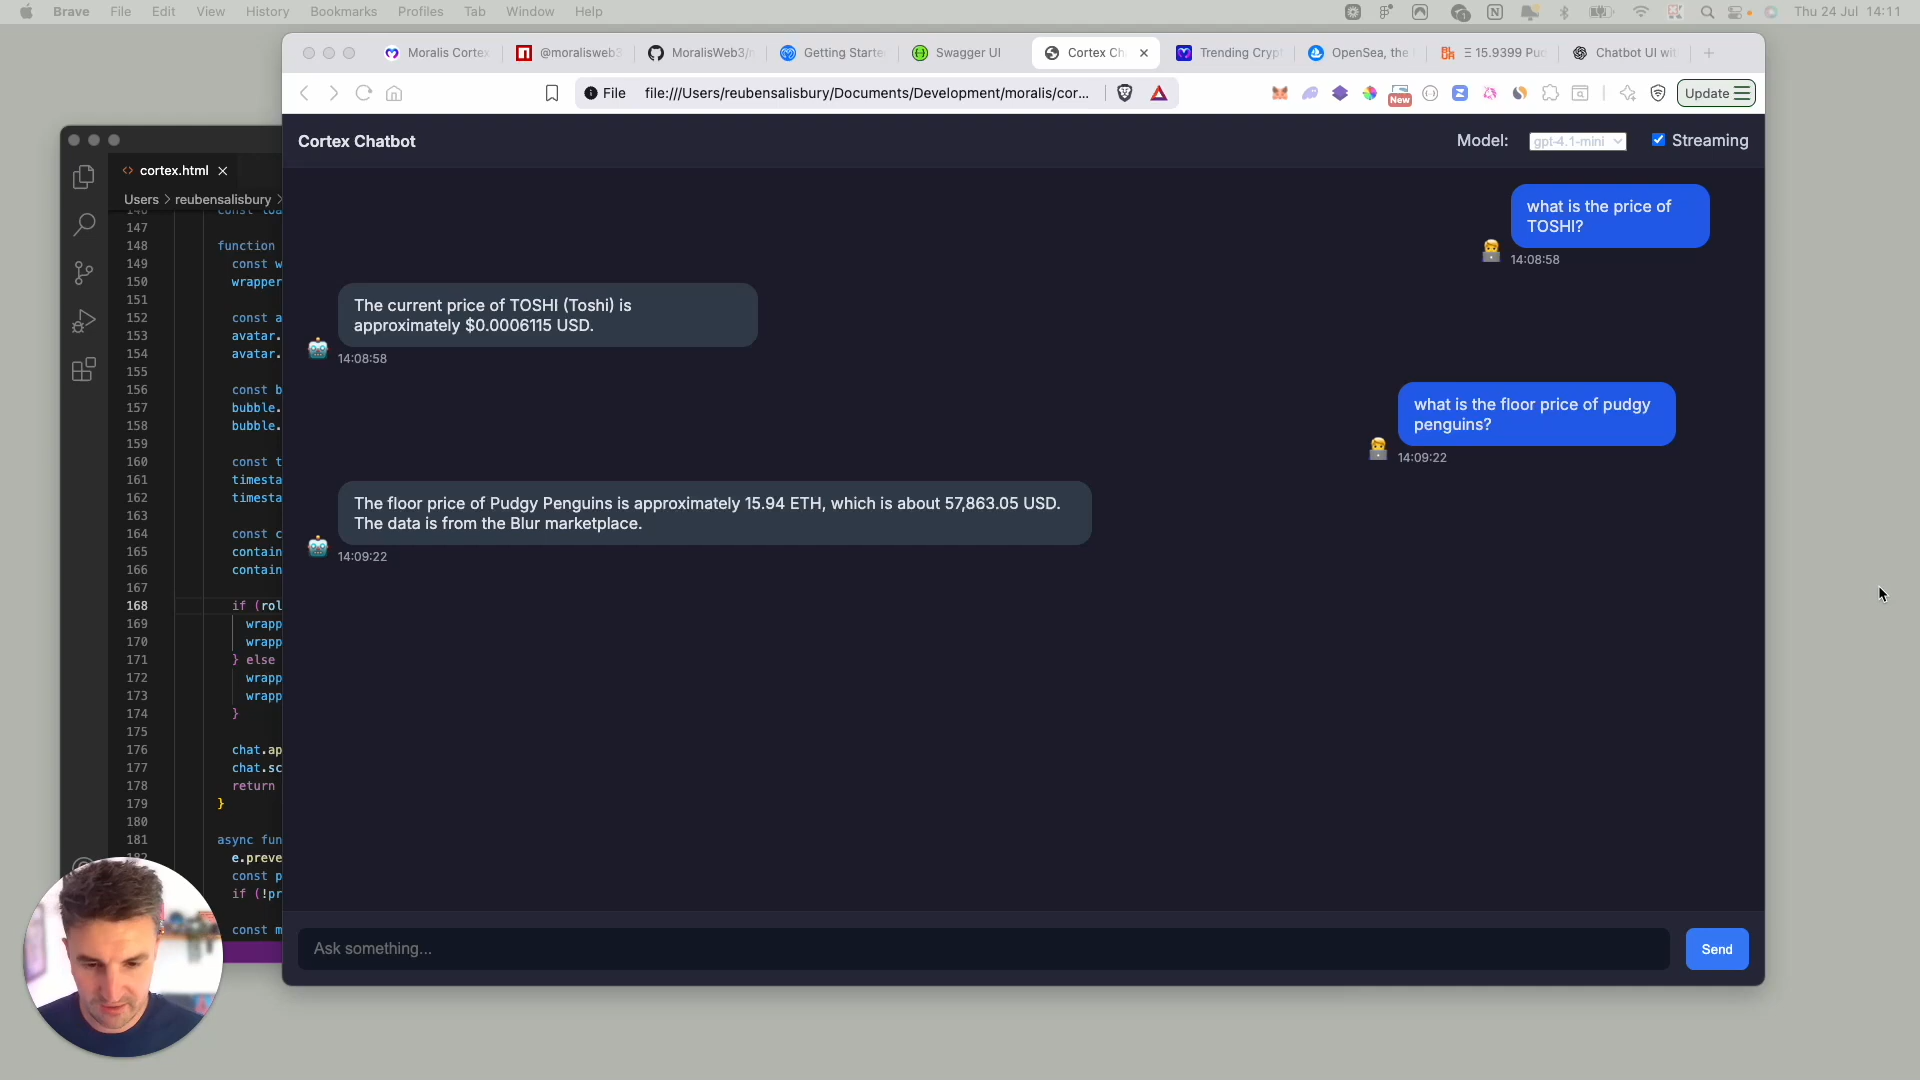 Brave File Edit View History Bookmarks Profiles Tab Window Help
Thu 24 Jul 14:11
Moralis Cortex
@moralisweb3
MoralisWeb3/
Getting Starte
Swagger UI
Cortex Ch
Trending Crypt
OpenSea, the
Ξ 15.9399 Pud
Chatbot UI wit
File
file:///Users/reubensalisbury/Documents/Development/moralis/cor...
New
Update
Cortex Chatbot
Model:
gpt-4.1-mini
Streaming
cortex.html
Users > reubensalisbury >
147
148 function
149 const w
150 wrapper
151
152 const a
153 avatar.
154 avatar.
155
156 const b
157 bubble.
158 bubble.
159
160 const t
161 timesta
162 timesta
163
164 const c
165 contain
166 contain
167
168 if (rol
169 wrapp
170 wrapp
171 } else
172 wrapp
173 wrapp
174 }
175
176 chat.ap
177 chat.sc
178 return
179 }
180
181 async fun
182 e.preve
const p
if (!pr
const m
what is the price of
TOSHI?
14:08:58
The current price of TOSHI (Toshi) is
approximately $0.0006115 USD.
14:08:58
what is the floor price of pudgy
penguins?
14:09:22
The floor price of Pudgy Penguins is approximately 15.94 ETH, which is about 57,863.05 USD.
The data is from the Blur marketplace.
14:09:22
Ask something...
Send